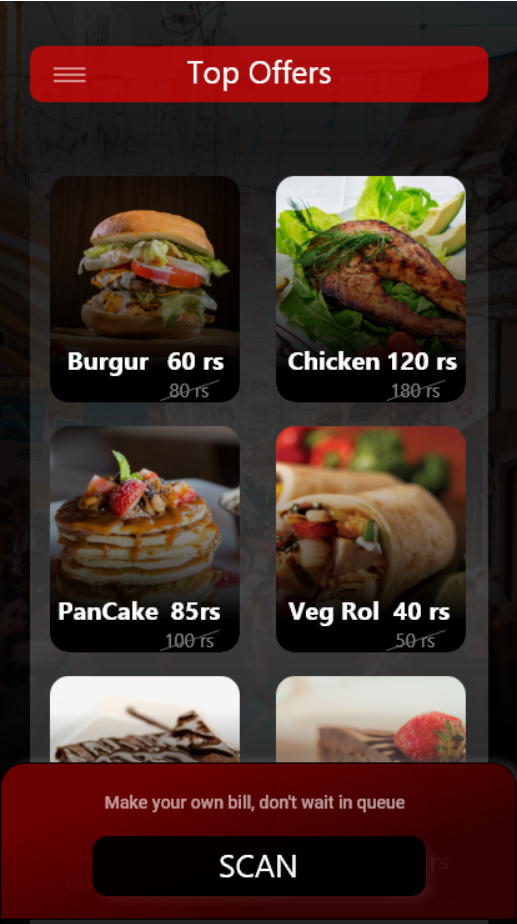 Top Offers
Burgur 60 rs
80 rs
Chicken 120 rs
180 rs
PanCake 85rs
100 rs
Veg Rol 40 rs
50 rs
Make your own bill, don't wait in queue
SCAN
rs